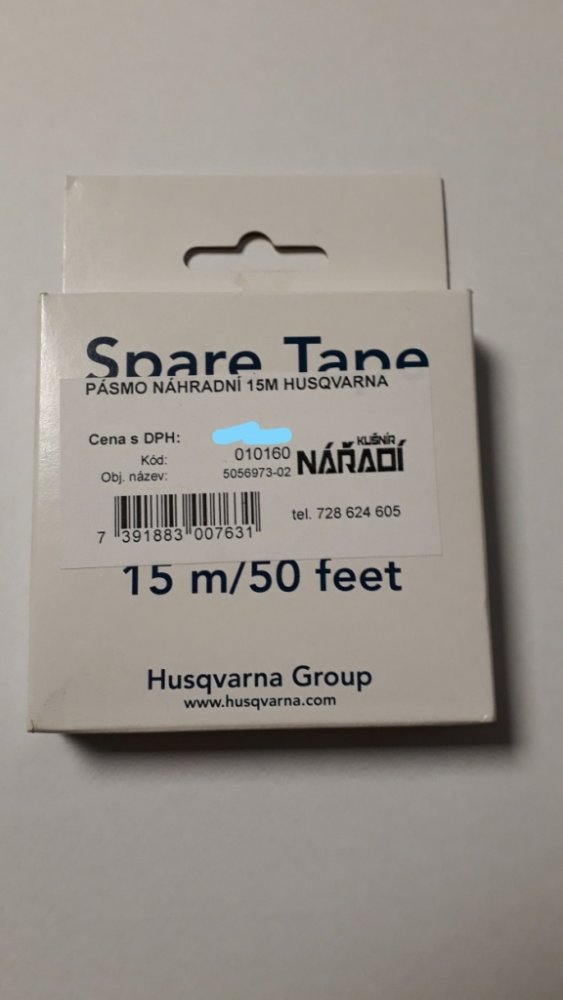 Spare Tape
PÁSMO NÁHRADNÍ 15M HUSQVARNA
Cena s DPH:
Kód: 010160
Obj. název: 5056973-02
KUŠNÍR
NÁŘADÍ
7 391883 007631
tel. 728 624 605
15 m/50 feet
Husqvarna Group
www.husqvarna.com